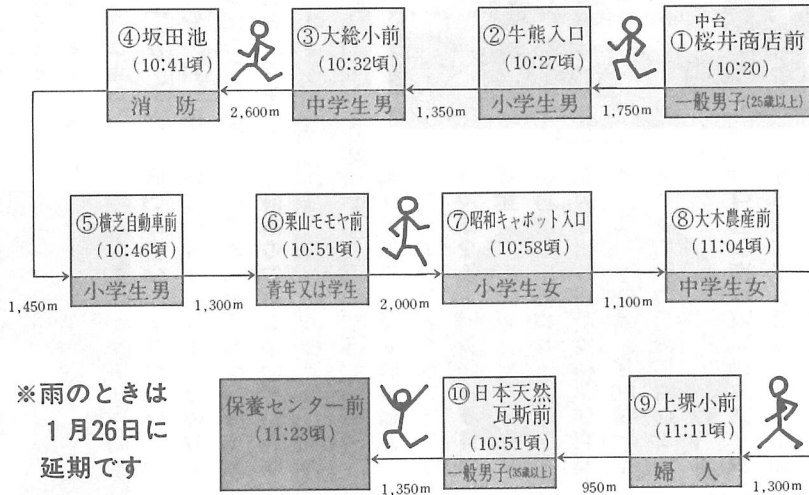 中台
①桜井商店前
(10:20)
一般男子(25歳以上)
1,750m
②牛熊入口
(10:27頃)
小学生男
1,350m
③大総小前
(10:32頃)
中学生男
2,600m
④坂田池
(10:41頃)
消防
1,450m
⑤横芝自動車前
(10:46頃)
小学生男
1,300m
⑥栗山モモヤ前
(10:51頃)
青年又は学生
2,000m
⑦昭和キャボット入口
(10:58頃)
小学生女
1,100m
⑧大木農産前
(11:04頃)
中学生女
1,300m
⑨上堺小前
(11:11頃)
婦人
950m
⑩日本天然
瓦斯前
(10:51頃)
一般男子(35歳以上)
1,350m
保養センター前
(11:23頃)
※雨のときは
1月26日に
延期です